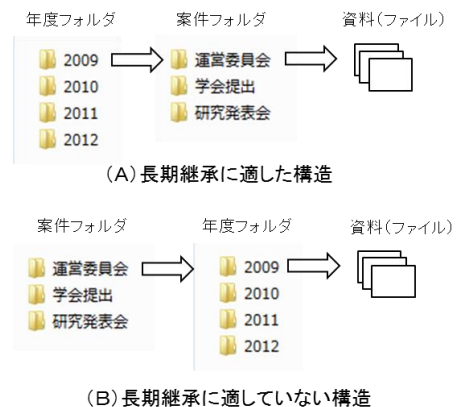 年度フォルダ 案件フォルダ 資料(ファイル)
2009 運営委員会
2010 学会提出
2011 研究発表会
2012
(A)長期継承に適した構造
案件フォルダ 年度フォルダ 資料(ファイル)
運営委員会 2009
学会提出 2010
研究発表会 2011
2012
(B)長期継承に適していない構造